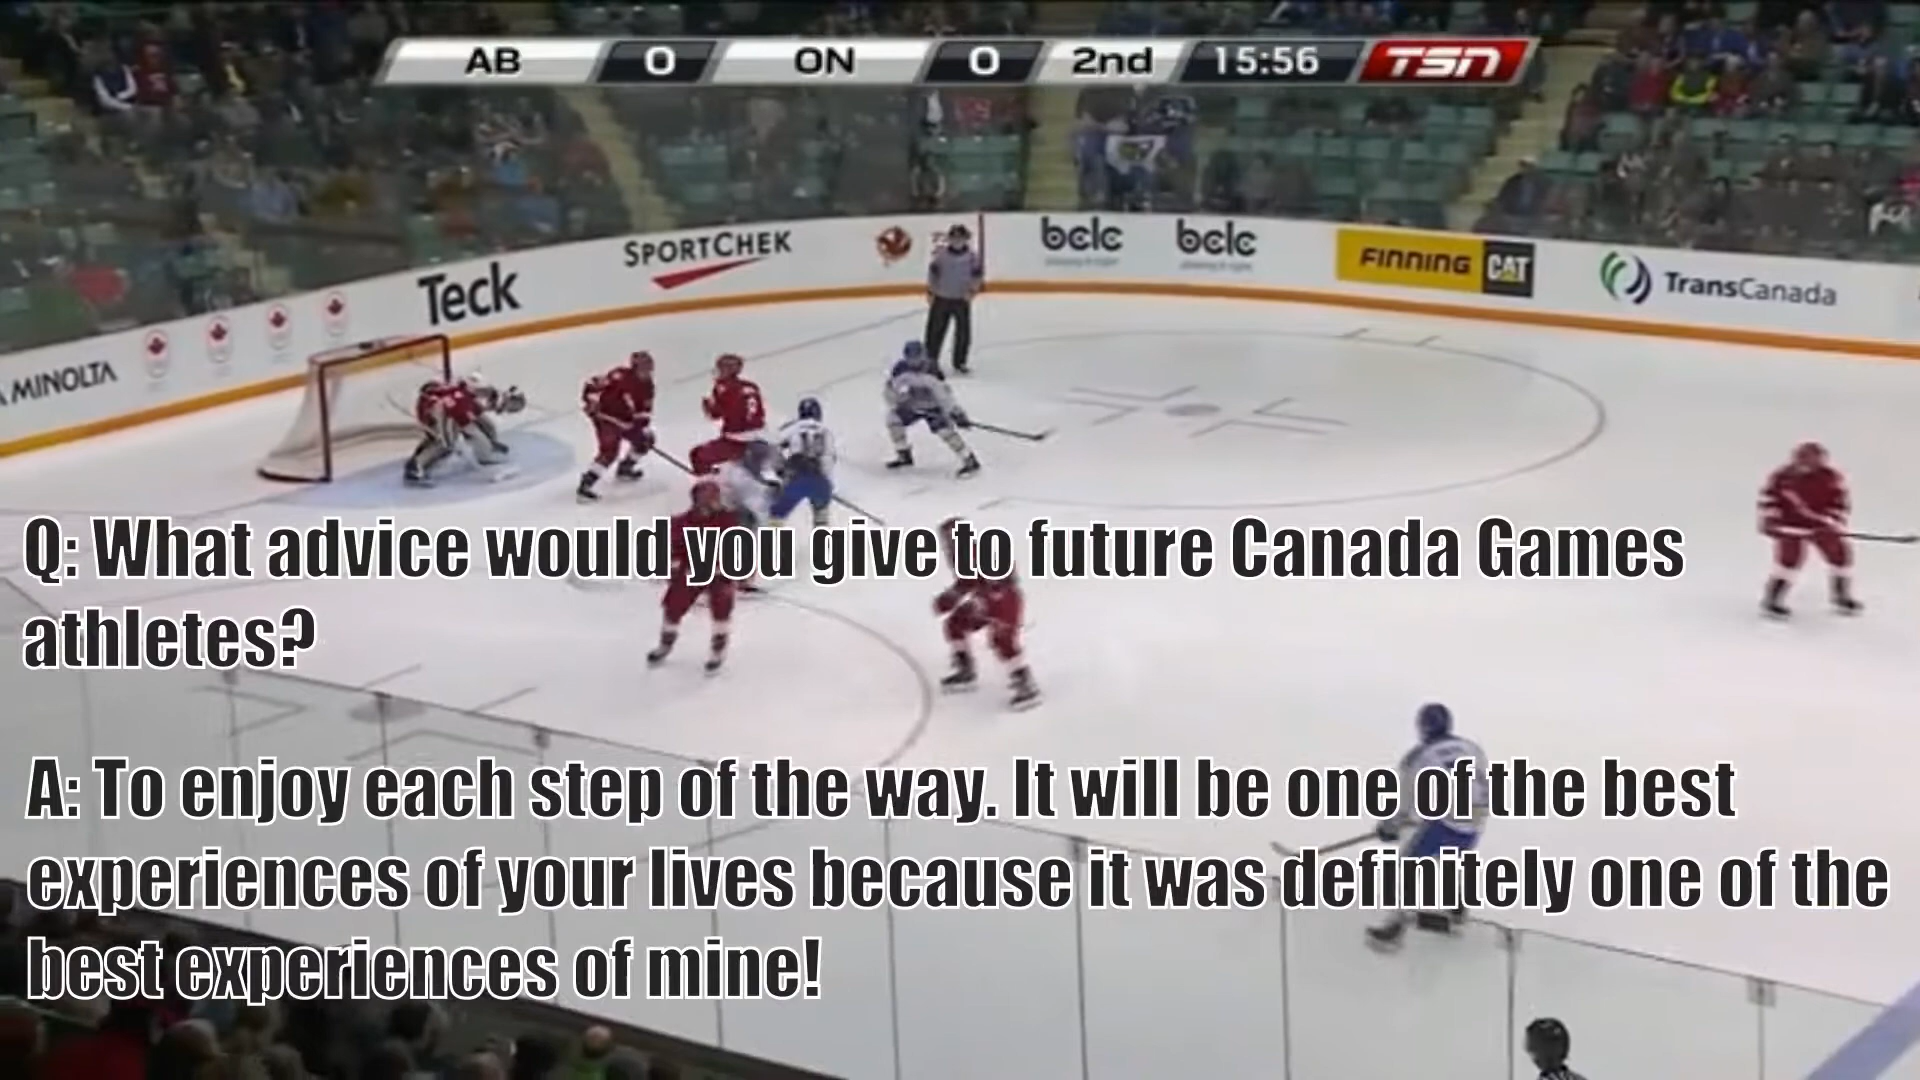 AB 0 ON 0 2nd 15:56 TSN
SPORTCHEK
bclc
bclc
FINNING CAT
TransCanada
Teck
MINOLTA
Q: What advice would you give to future Canada Games
athletes?
A: To enjoy each step of the way. It will be one of the best
experiences of your lives because it was definitely one of the
best experiences of mine!